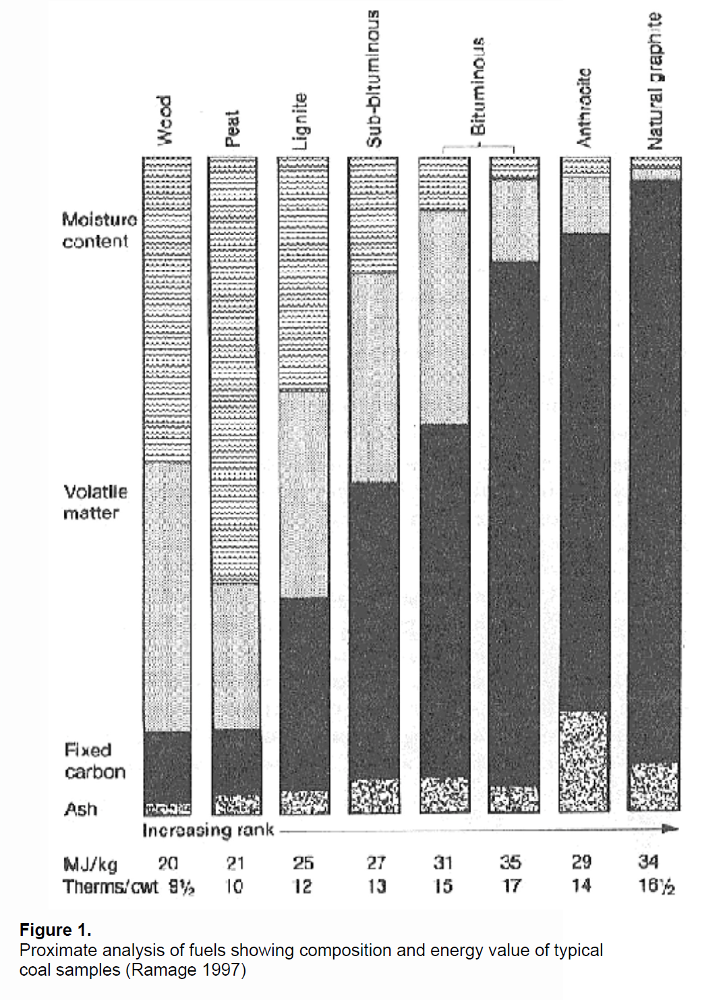 Wood
Peat
Lignite
Sub-bituminous
Bituminous
Anthracite
Natural graphite
Moisture
content
Volatile
matter
Fixed
carbon
Ash
Increasing rank
MJ/kg 20 21 25 27 31 35 29 34
Therms/cwt 9½ 10 12 13 15 17 14 16½
Figure 1.
Proximate analysis of fuels showing composition and energy value of typical
coal samples (Ramage 1997)